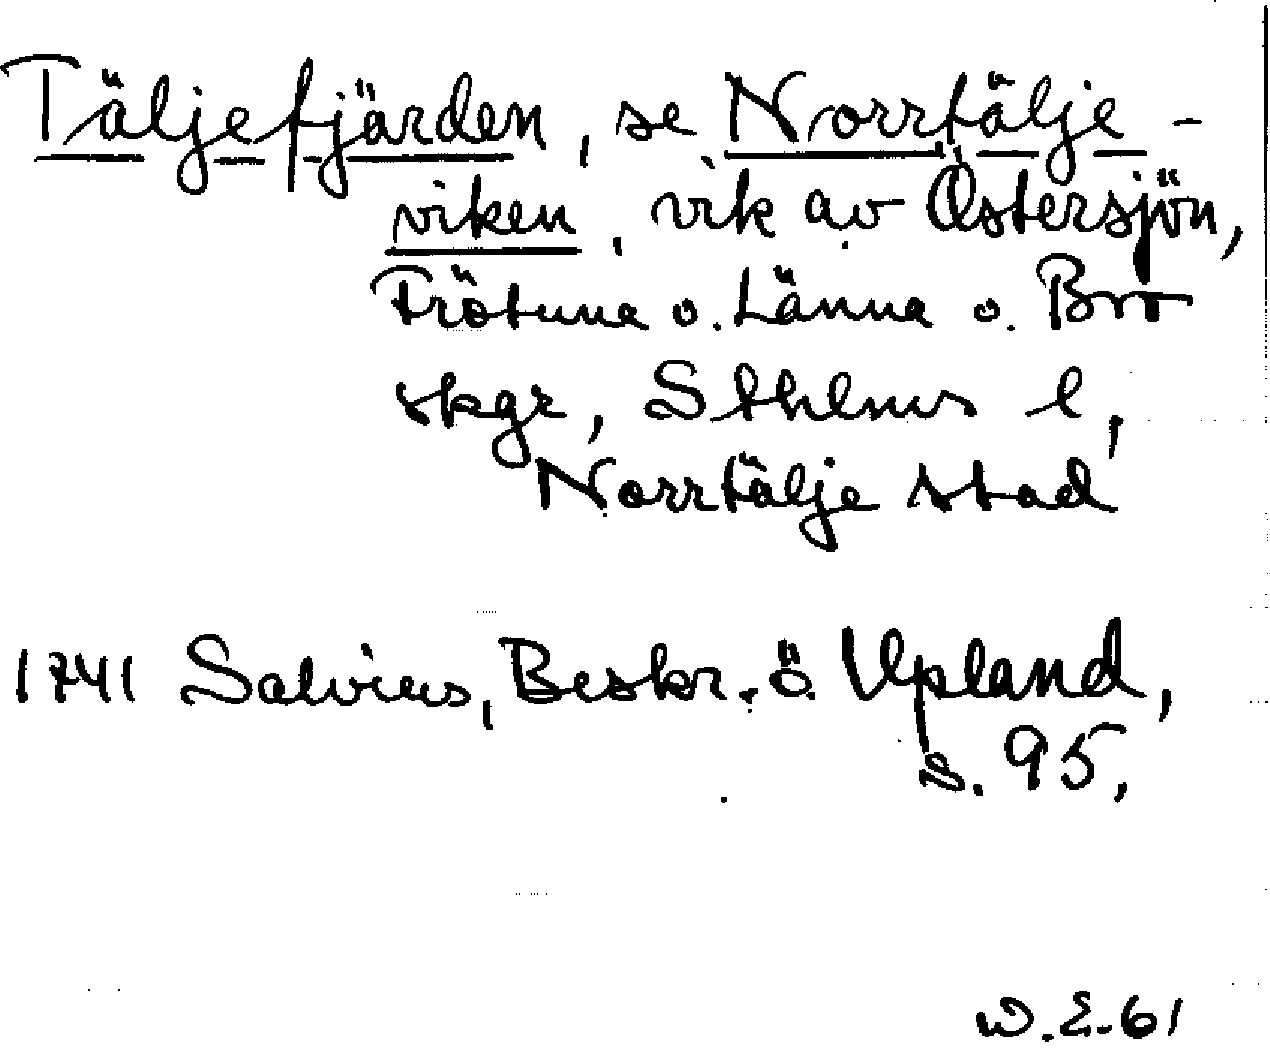 Täljefjärden, se Norrtälje-
viken, vik av Östersjön,
Frötuna o. Länna o. Bro
skgr, Sthlms l,
Norrtälje stad
1741 Salvius, Beskr. ö. Upland,
s. 95,
W.E-61